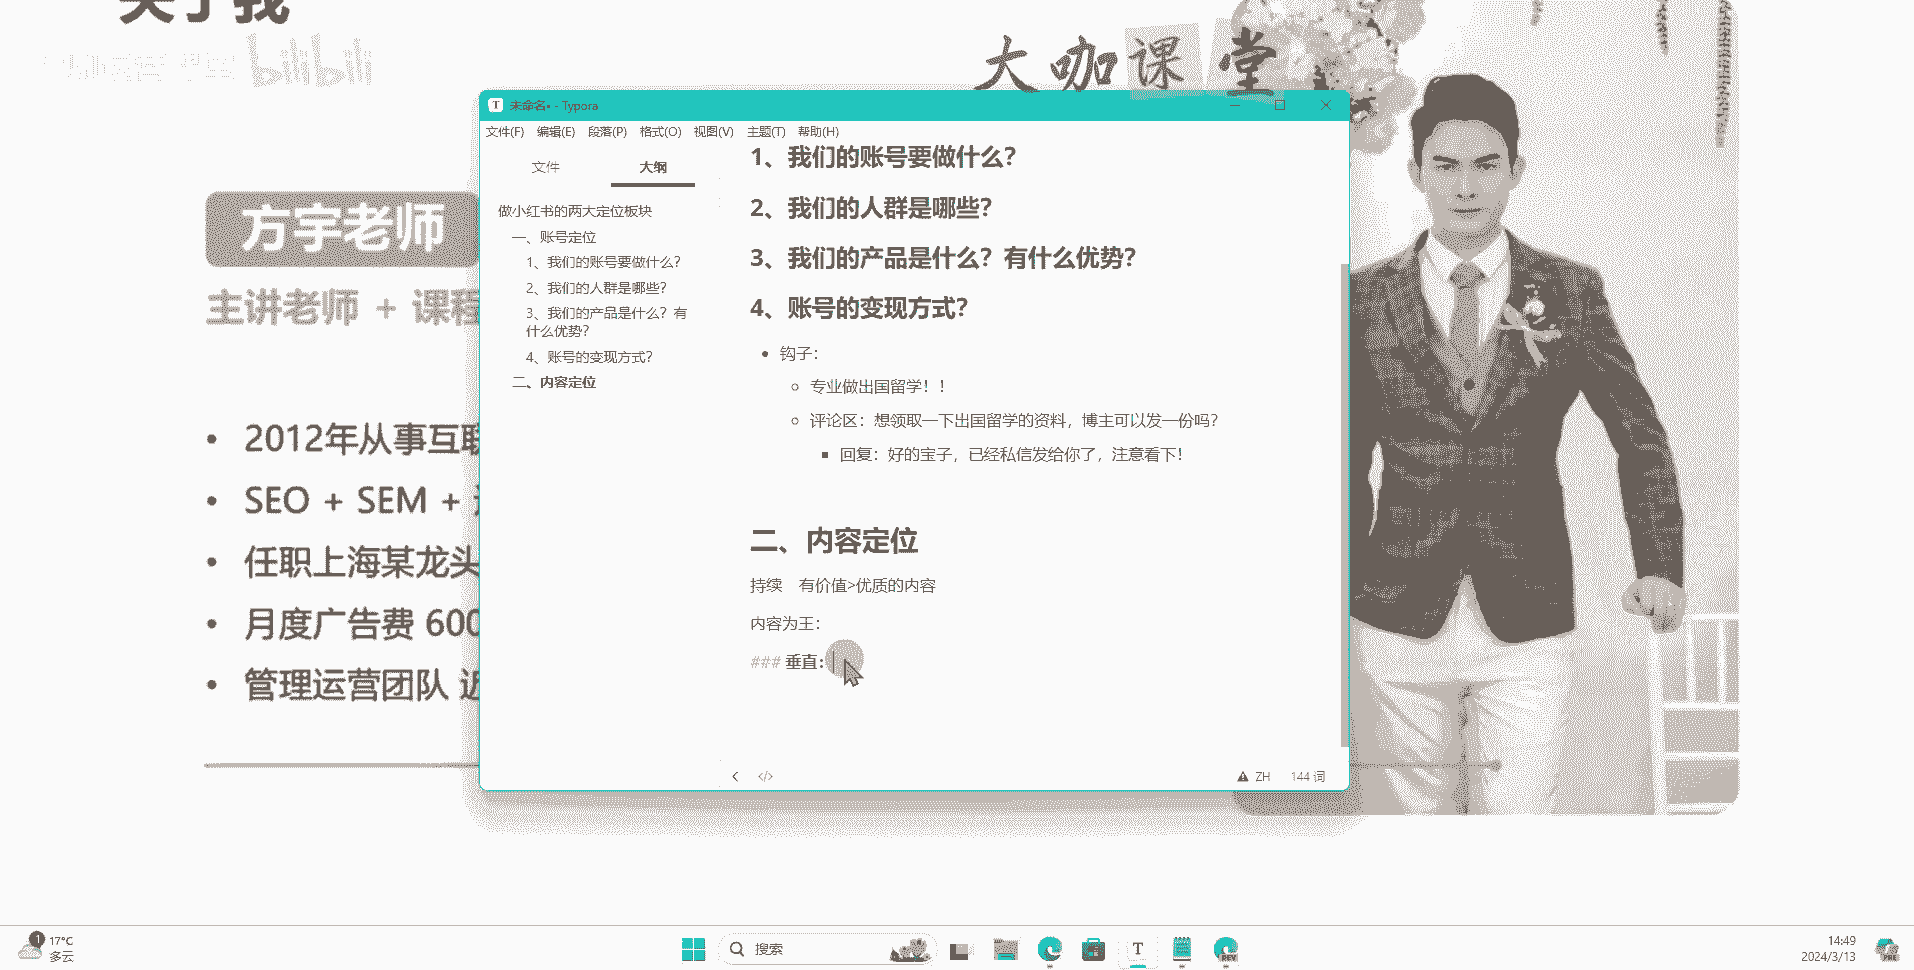 关于我
bilibili
大咖课堂
方宇老师
主讲老师 + 课程
• 2012年从事互联
• SEO + SEM +
• 任职上海某龙头
• 月度广告费 600
• 管理运营团队 近
未命名• - Typora
文件(F) 编辑(E) 段落(P) 格式(O) 视图(V) 主题(T) 帮助(H)
文件 大纲
做小红书的两大定位板块
一、账号定位
1、我们的账号要做什么？
2、我们的人群是哪些？
3、我们的产品是什么？有
什么优势？
4、账号的变现方式？
二、内容定位
1、我们的账号要做什么？
2、我们的人群是哪些？
3、我们的产品是什么？有什么优势？
4、账号的变现方式？
• 钩子：
◦ 专业做出国留学！！
◦ 评论区：想领取一下出国留学的资料，博主可以发一份吗？
▪ 回复：好的宝子，已经私信发给你了，注意看下！
二、内容定位
持续 有价值>优质的内容
内容为王：
### 垂直：
</> ZH 144 词
1 17°C
多云
搜索
T
DEV
14:49
2024/3/13
PRE